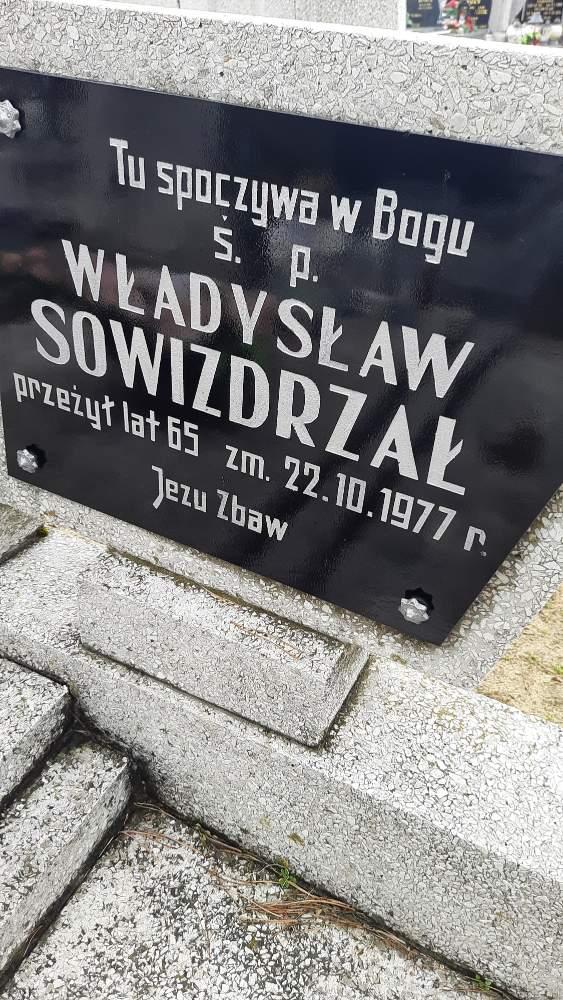 Tu spoczywa w Bogu
Ś. p.
WŁADYSŁAW
SOWIZDRZAŁ
przeżył lat 65 zm. 22.10.1977 r.
Jezu Zbaw